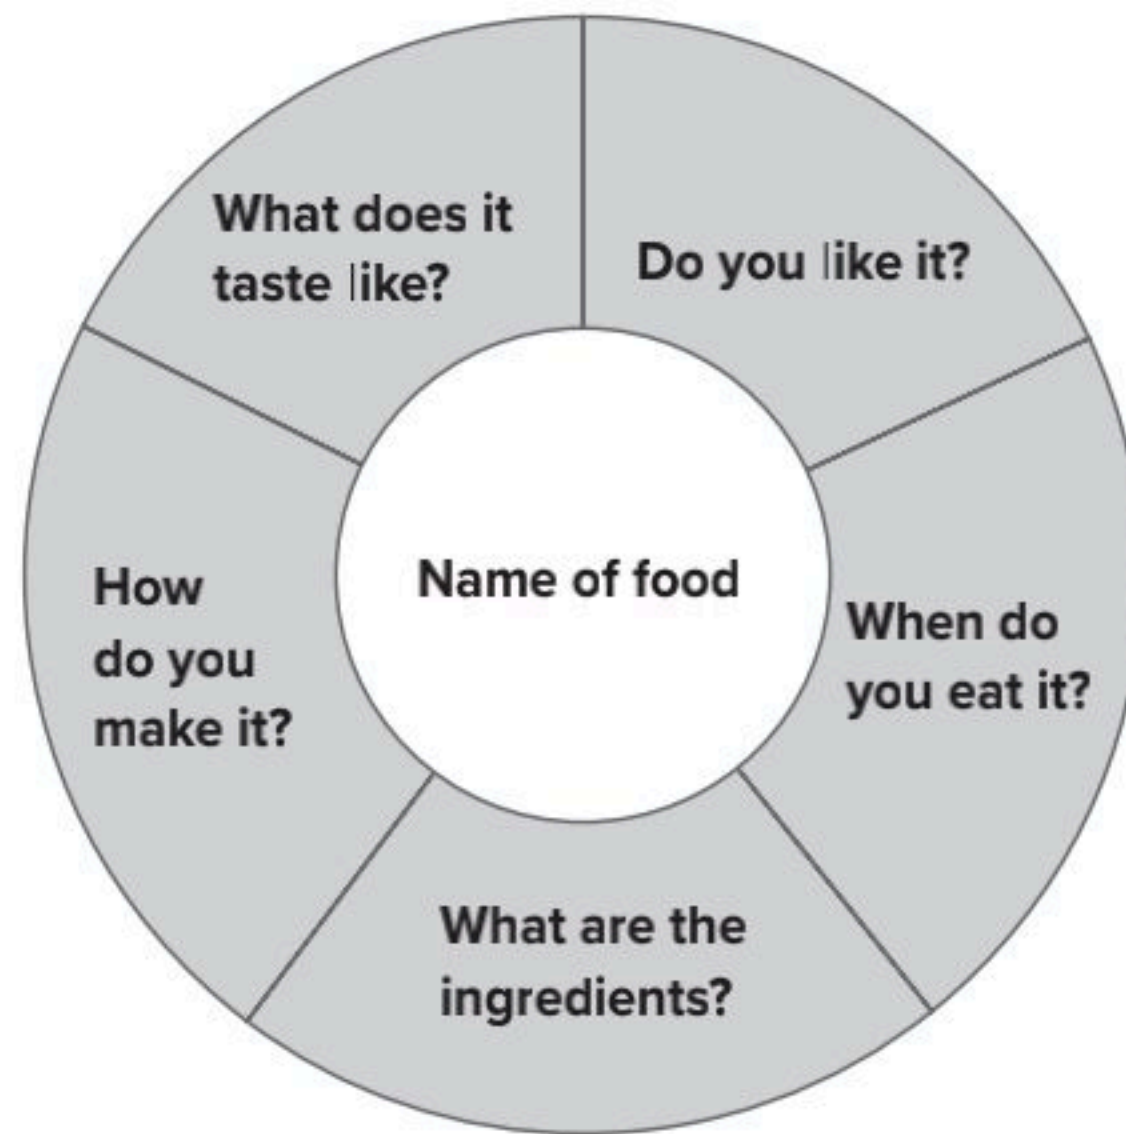 What does it
taste like?
Do you like it?
How
do you
make it?
Name of food
When do
you eat it?
What are the
ingredients?